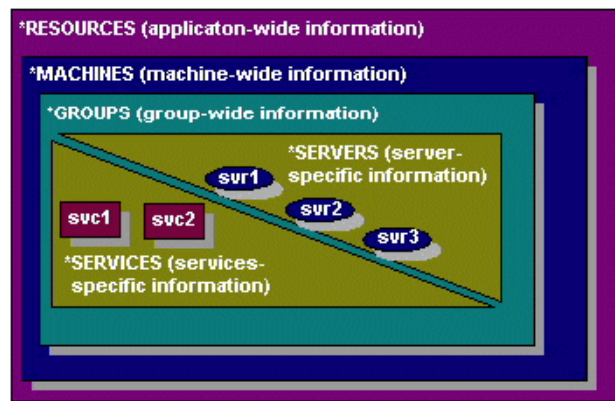 *RESOURCES (applicaton-wide information)
*MACHINES (machine-wide information)
*GROUPS (group-wide information)
*SERVERS (server-
specific information)
svr1
svr2
svr3
svc1 svc2
*SERVICES (services-
specific information)